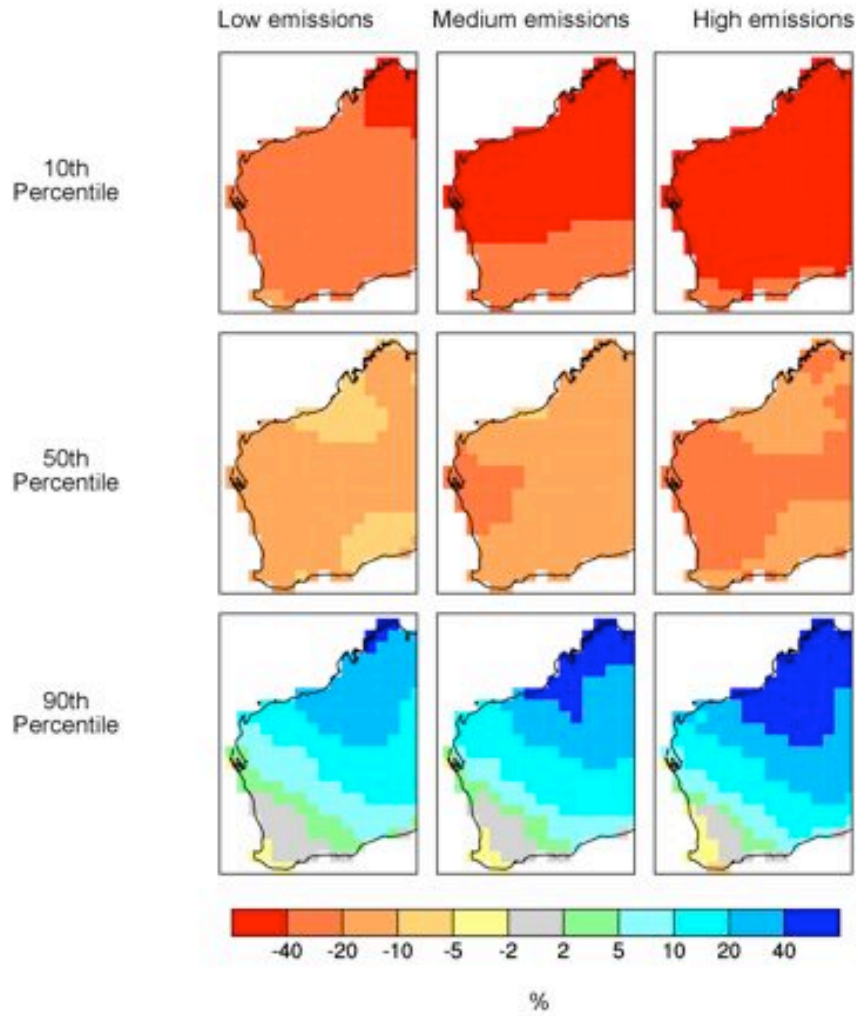 Low emissions Medium emissions High emissions
10th
Percentile
50th
Percentile
90th
Percentile
-40 -20 -10 -5 -2 2 5 10 20 40
%